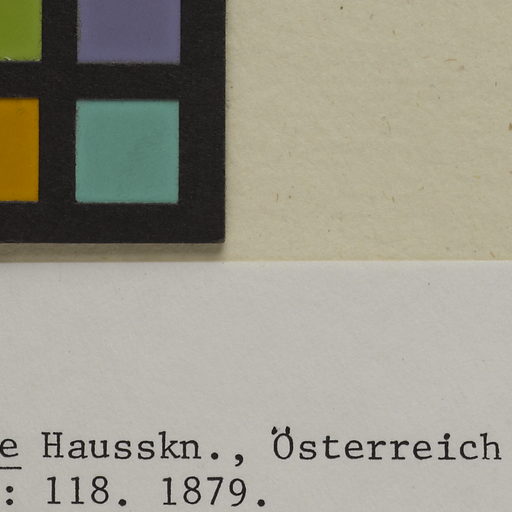 e Hausskn., Österreich
: 118. 1879.